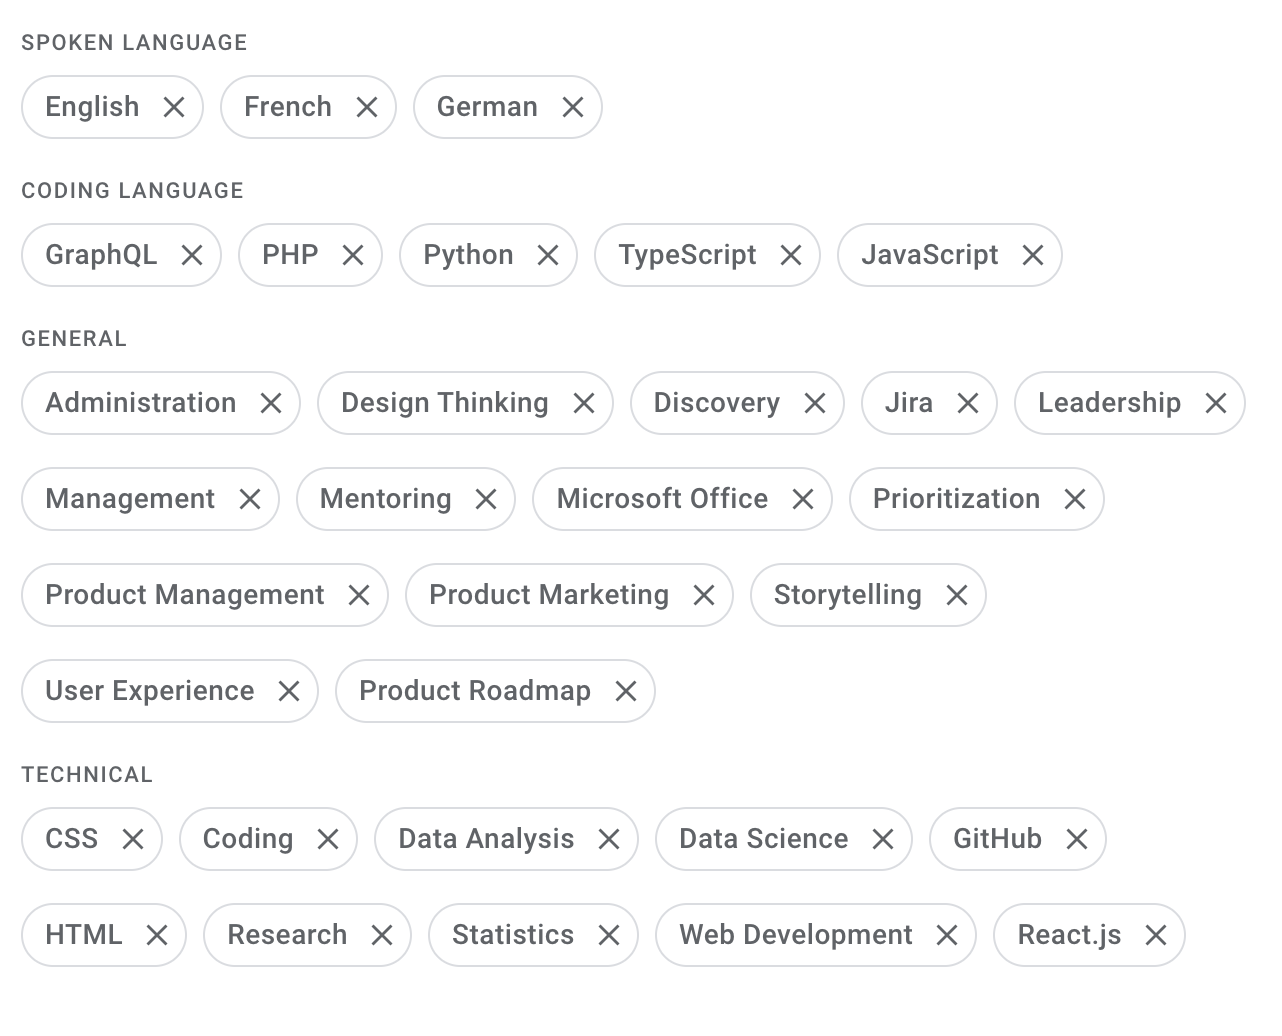 SPOKEN LANGUAGE
English French German
CODING LANGUAGE
GraphQL PHP Python TypeScript JavaScript
GENERAL
Administration Design Thinking Discovery Jira Leadership
Management Mentoring Microsoft Office Prioritization
Product Management Product Marketing Storytelling
User Experience Product Roadmap
TECHNICAL
CSS Coding Data Analysis Data Science GitHub
HTML Research Statistics Web Development React.js